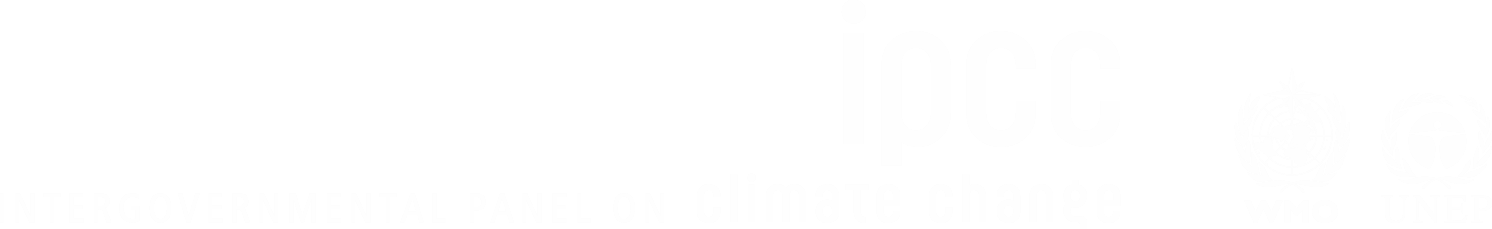 ipcc
INTERGOVERNMENTAL PANEL ON climate change
WMO UNEP